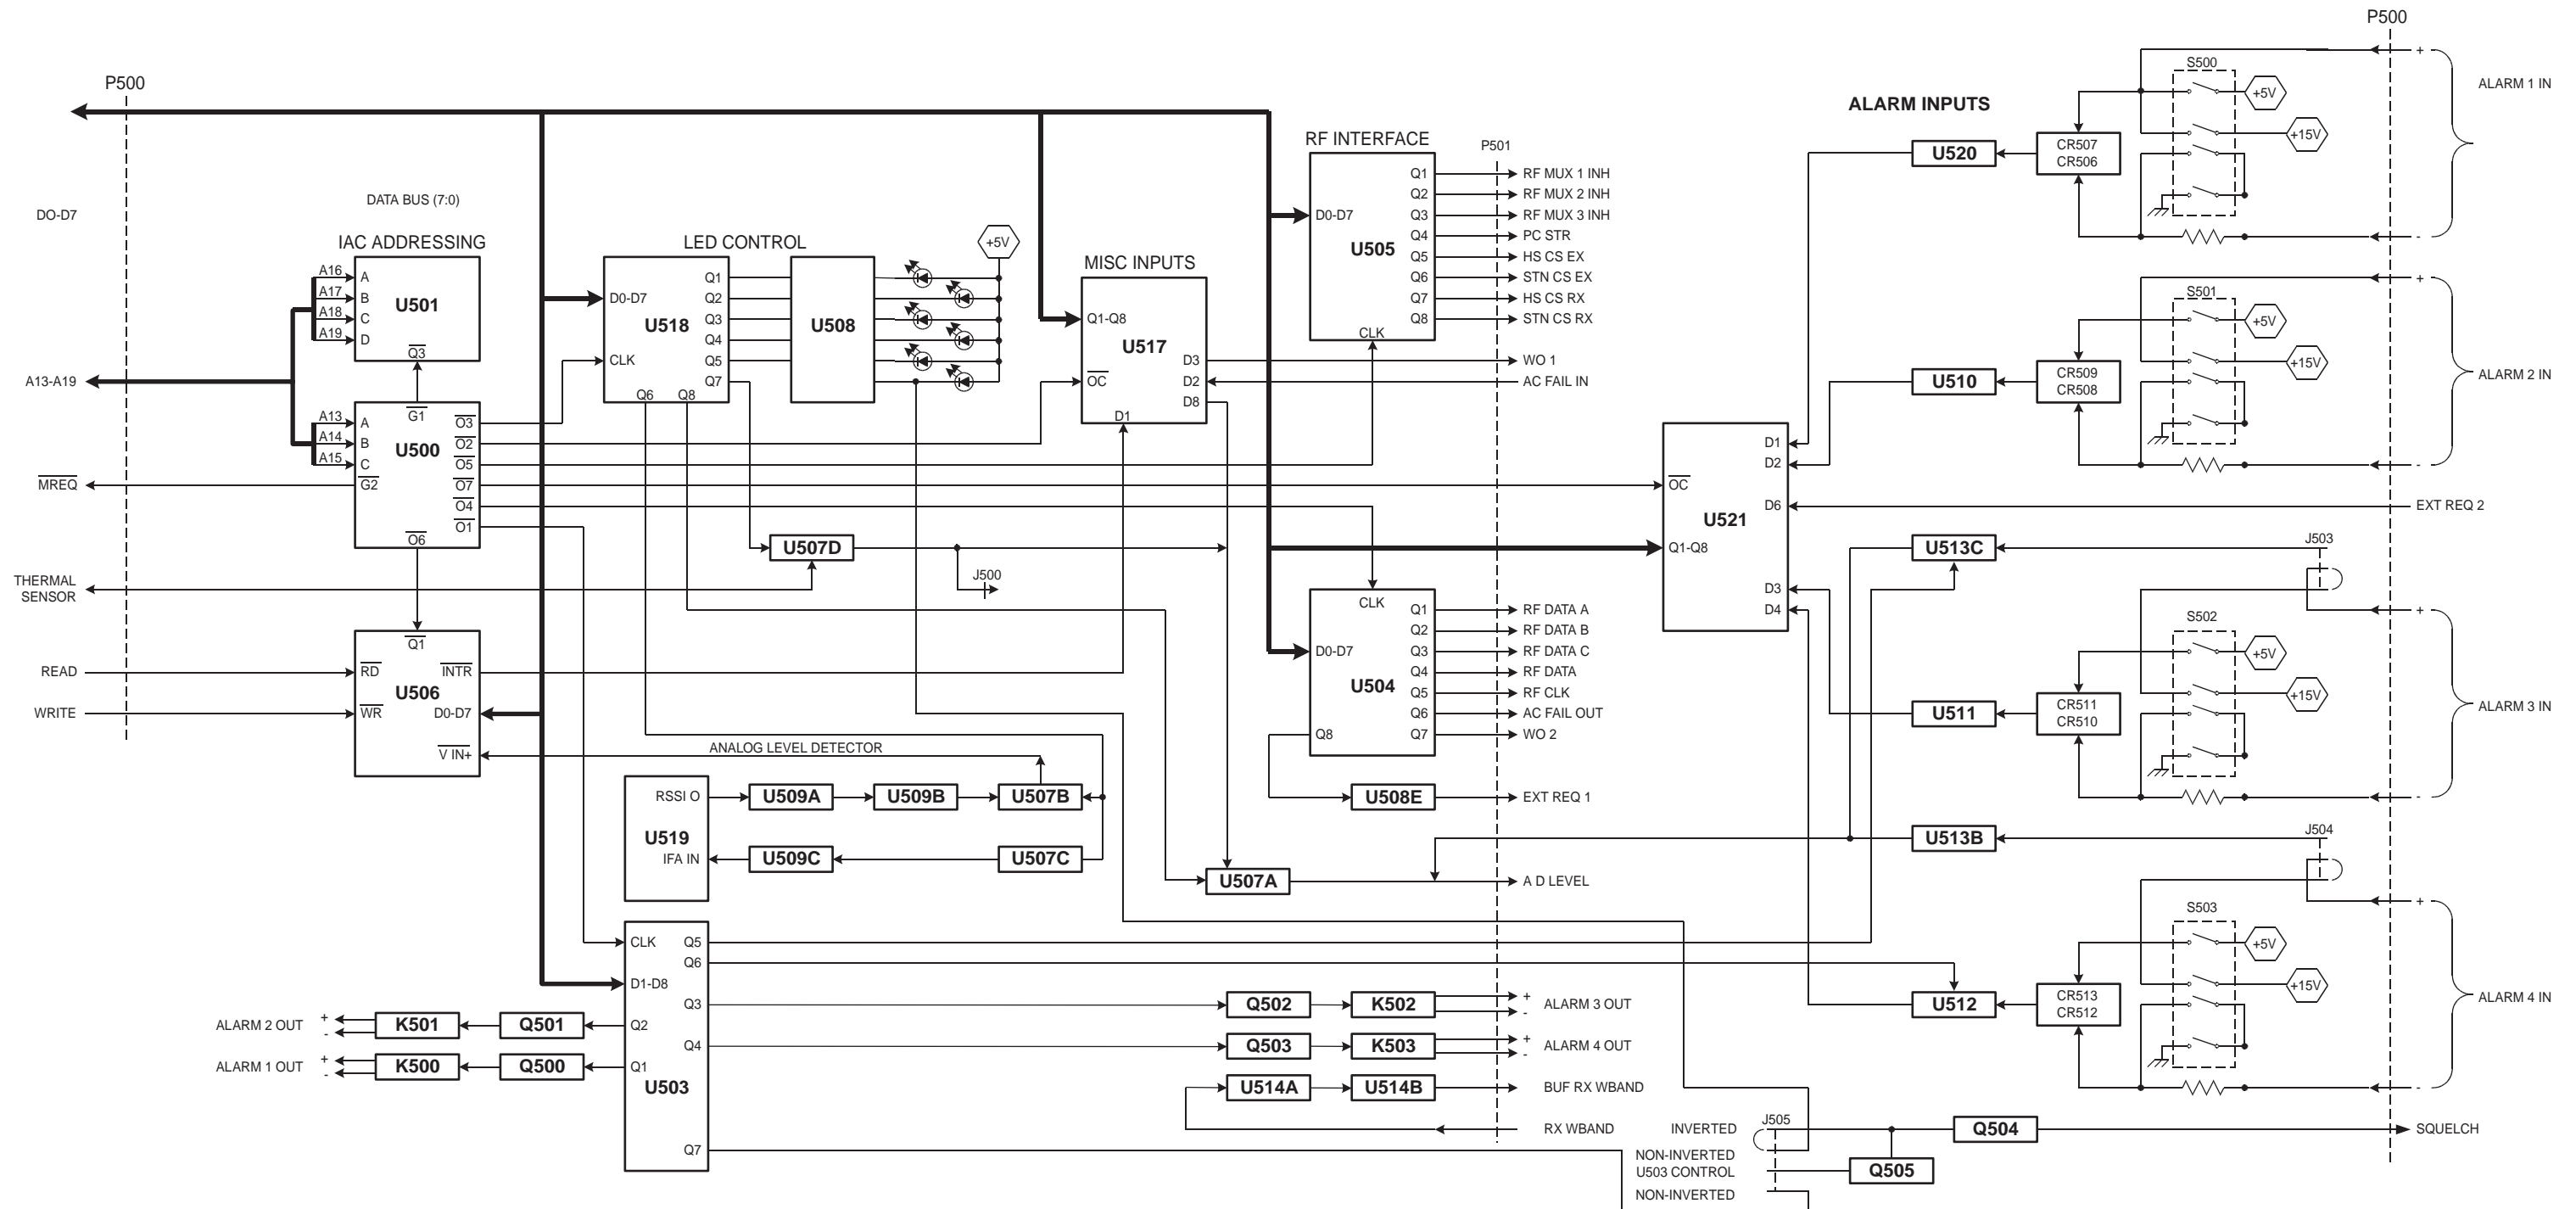 P500
P500
DO-D7
A13-A19
MREQ
THERMAL
SENSOR
READ
WRITE
DATA BUS (7:0)
IAC ADDRESSING
A16
A17
A18
A19
A
B
C
D
U501
Q3
G1
A13
A14
A15
A
B
C
U500
G2
O3
O2
O5
O7
O4
O1
O6
Q1
RD
INTR
U506
WR
D0-D7
V IN+
ANALOG LEVEL DETECTOR
LED CONTROL
D0-D7
U518
CLK
Q1
Q2
Q3
Q4
Q5
Q7
Q6
Q8
U508
+5V
MISC INPUTS
Q1-Q8
U517
OC
D1
D3
D2
D8
WO 1
AC FAIL IN
RF INTERFACE
D0-D7
U505
CLK
Q1
Q2
Q3
Q4
Q5
Q6
Q7
Q8
P501
RF MUX 1 INH
RF MUX 2 INH
RF MUX 3 INH
PC STR
HS CS EX
STN CS EX
HS CS RX
STN CS RX
U507D
J500
CLK
D0-D7
U504
Q8
Q1
Q2
Q3
Q4
Q5
Q6
Q7
RF DATA A
RF DATA B
RF DATA C
RF DATA
RF CLK
AC FAIL OUT
WO 2
U508E
EXT REQ 1
RSSI O
U519
IFA IN
U509A
U509B
U507B
U509C
U507C
U507A
A D LEVEL
CLK
D1-D8
U503
Q5
Q6
Q3
Q2
Q4
Q1
Q7
ALARM 2 OUT
+
-
K501
Q501
ALARM 1 OUT
+
-
K500
Q500
Q502
K502
+
-
ALARM 3 OUT
Q503
K503
+
-
ALARM 4 OUT
U514A
U514B
BUF RX WBAND
RX WBAND
ALARM INPUTS
OC
U521
Q1-Q8
D1
D2
D6
D3
D4
U520
CR507
CR506
S500
+5V
+15V
+
-
ALARM 1 IN
U510
CR509
CR508
S501
+5V
+15V
+
-
ALARM 2 IN
EXT REQ 2
U513C
J503
U511
CR511
CR510
S502
+5V
+15V
+
-
ALARM 3 IN
U513B
J504
U512
CR513
CR512
S503
+5V
+15V
+
-
ALARM 4 IN
INVERTED
J505
NON-INVERTED
U503 CONTROL
NON-INVERTED
Q504
Q505
SQUELCH